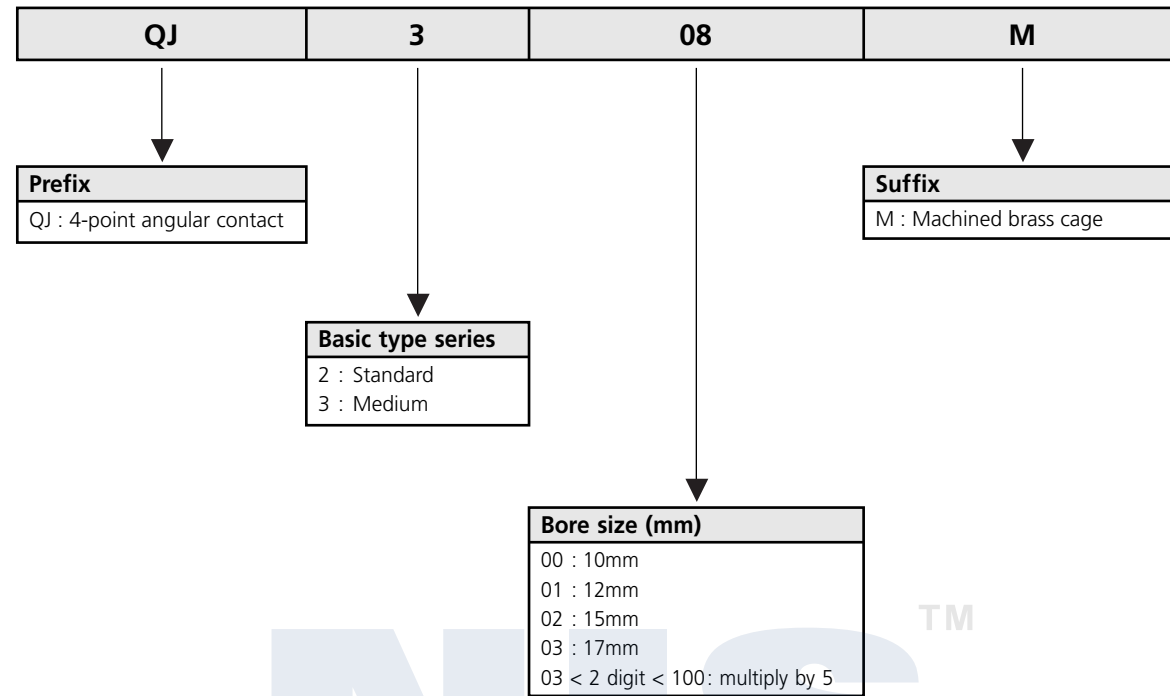 QJ 3 08 M
Prefix
QJ : 4-point angular contact
Suffix
M : Machined brass cage
Basic type series
2 : Standard
3 : Medium
Bore size (mm)
00 : 10mm
01 : 12mm
02 : 15mm
03 : 17mm
03 < 2 digit < 100: multiply by 5
TM